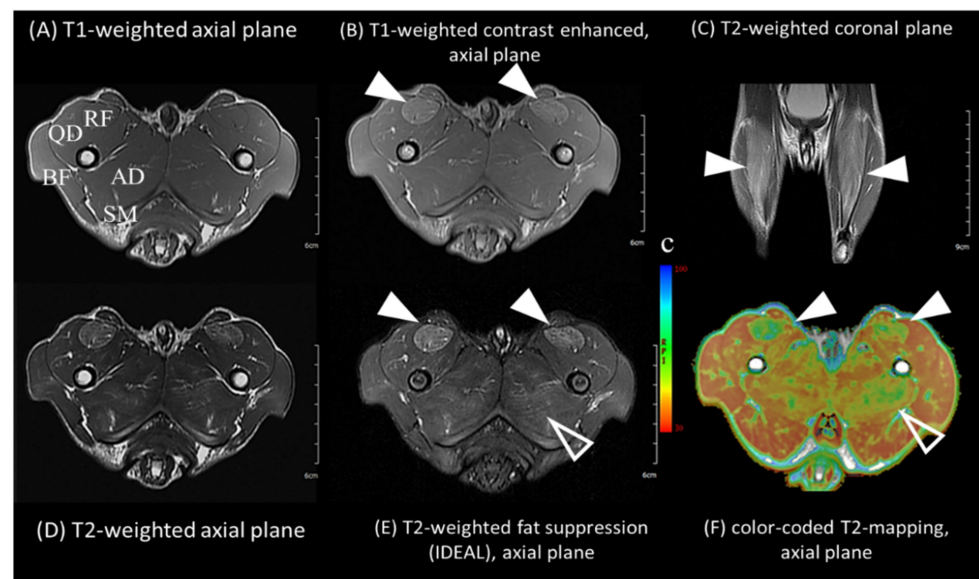 (A) T1-weighted axial plane
(B) T1-weighted contrast enhanced,
axial plane
(C) T2-weighted coronal plane
RF
QD
BF
AD
SM
6cm
6cm
9cm
c
100
20
6cm
6cm
(D) T2-weighted axial plane
(E) T2-weighted fat suppression
(IDEAL), axial plane
(F) color-coded T2-mapping,
axial plane